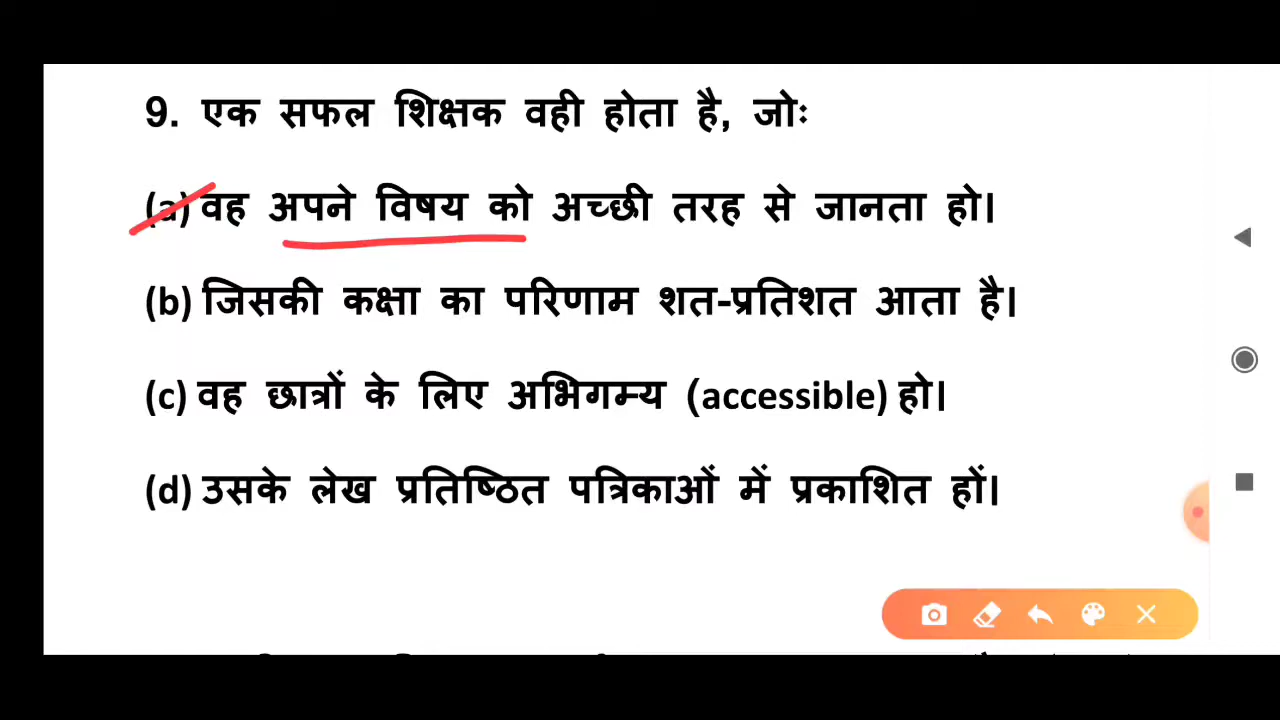 9. एक सफल शिक्षक वही होता है, जोः
(a) वह अपने विषय को अच्छी तरह से जानता हो।
(b) जिसकी कक्षा का परिणाम शत-प्रतिशत आता है।
(c) वह छात्रों के लिए अभिगम्य (accessible) हो।
(d) उसके लेख प्रतिष्ठित पत्रिकाओं में प्रकाशित हों।